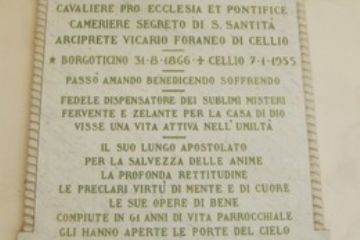 CAVALIERE PRO ECCLESIA ET PONTIFICE
CAMERIERE SEGRETO DI S. SANTITÀ
ARCIPRETE VICARIO FORANEO DI CELLIO
* BORGOTICINO 31-8-1866 ✢ CELLIO 7-1-1955
PASSÒ AMANDO BENEDICENDO SOFFRENDO
FEDELE DISPENSATORE DEI SUBLIMI MISTERI
FERVENTE E ZELANTE PER LA CASA DI DIO
VISSE UNA VITA ATTIVA NELL'UMILTÀ
IL SUO LUNGO APOSTOLATO
PER LA SALVEZZA DELLE ANIME
LA PROFONDA RETTITUDINE
LE PRECLARI VIRTÙ DI MENTE E DI CUORE
LE SUE OPERE DI BENE
COMPIUTE IN 61 ANNI DI VITA PARROCCHIALE
GLI HANNO APERTE LE PORTE DEL CIELO